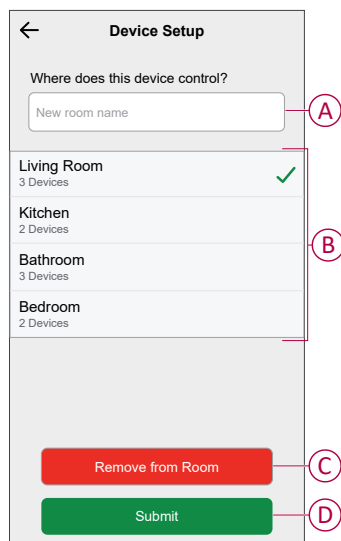 Device Setup
Where does this device control?
New room name
A
Living Room
3 Devices
Kitchen
2 Devices
B
Bathroom
3 Devices
Bedroom
2 Devices
Remove from Room
C
Submit
D